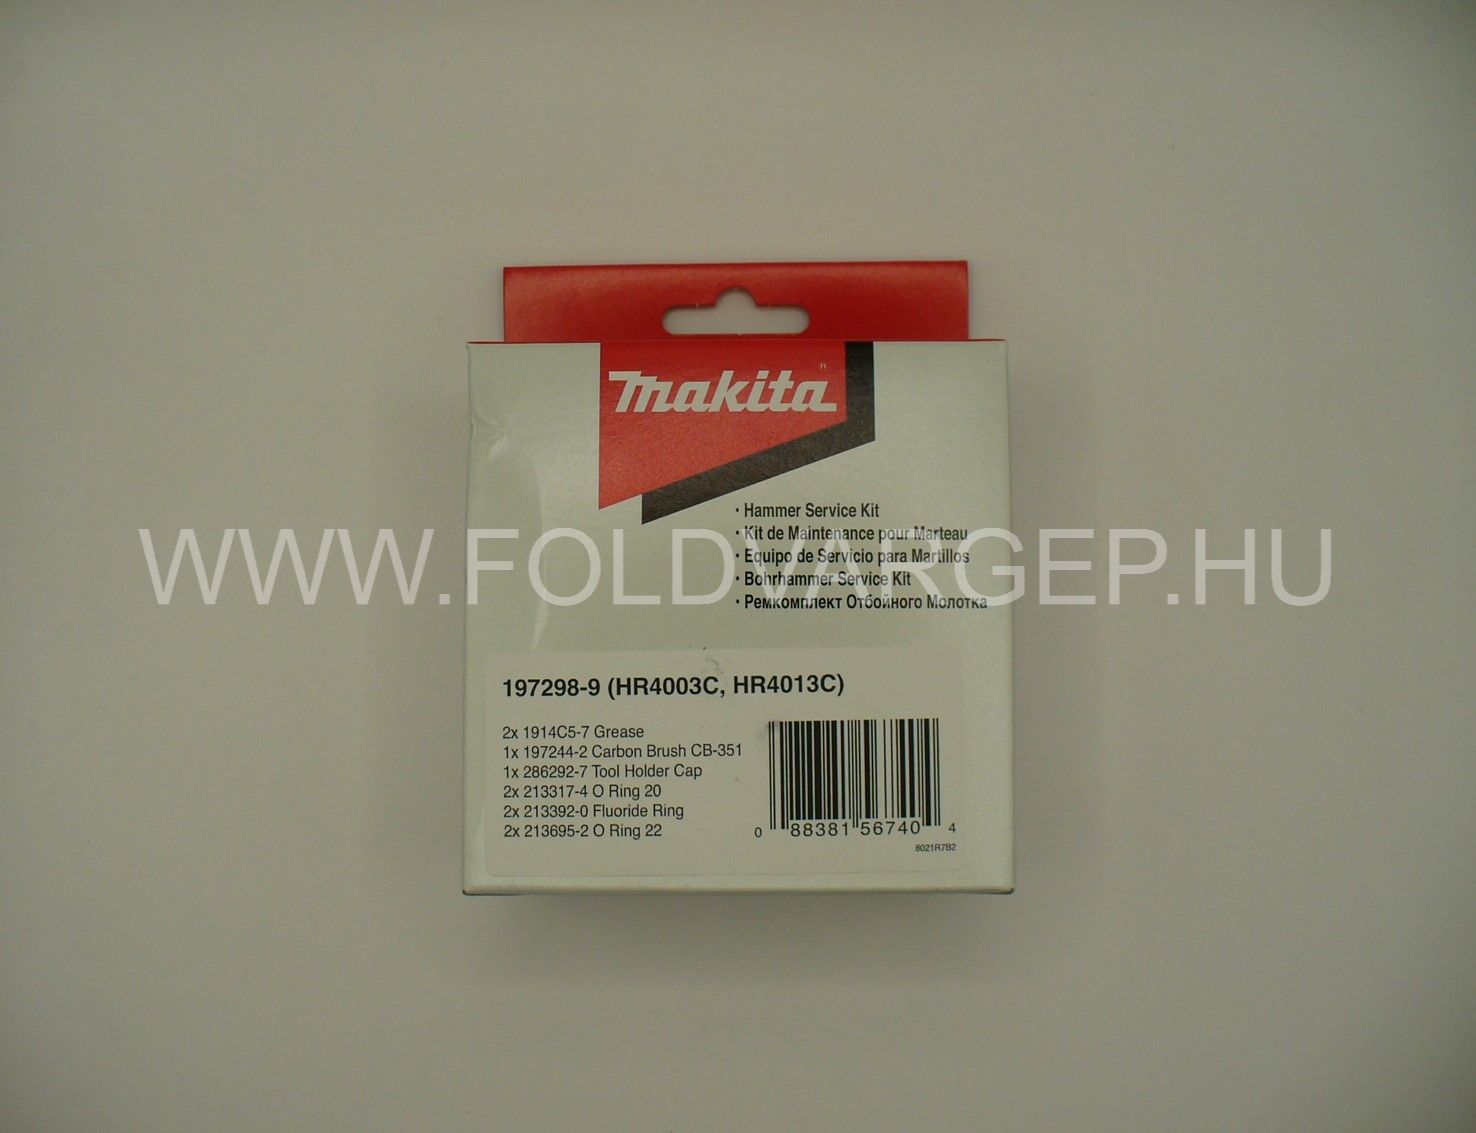 makita
R
· Hammer Service Kit
· Kit de Maintenance pour Marteau
· Equipo de Servicio para Martillos
· Bohrhammer Service Kit
· Ремкомплект Отбойного Молотка
WWW.FOLDVARGEP.HU
197298-9 (HR4003C, HR4013C)
2x 1914C5-7 Grease
1x 197244-2 Carbon Brush CB-351
1x 286292-7 Tool Holder Cap
2x 213317-4 O Ring 20
2x 213392-0 Fluoride Ring
2x 213695-2 O Ring 22
0 88381 56740 4
8021R7B2